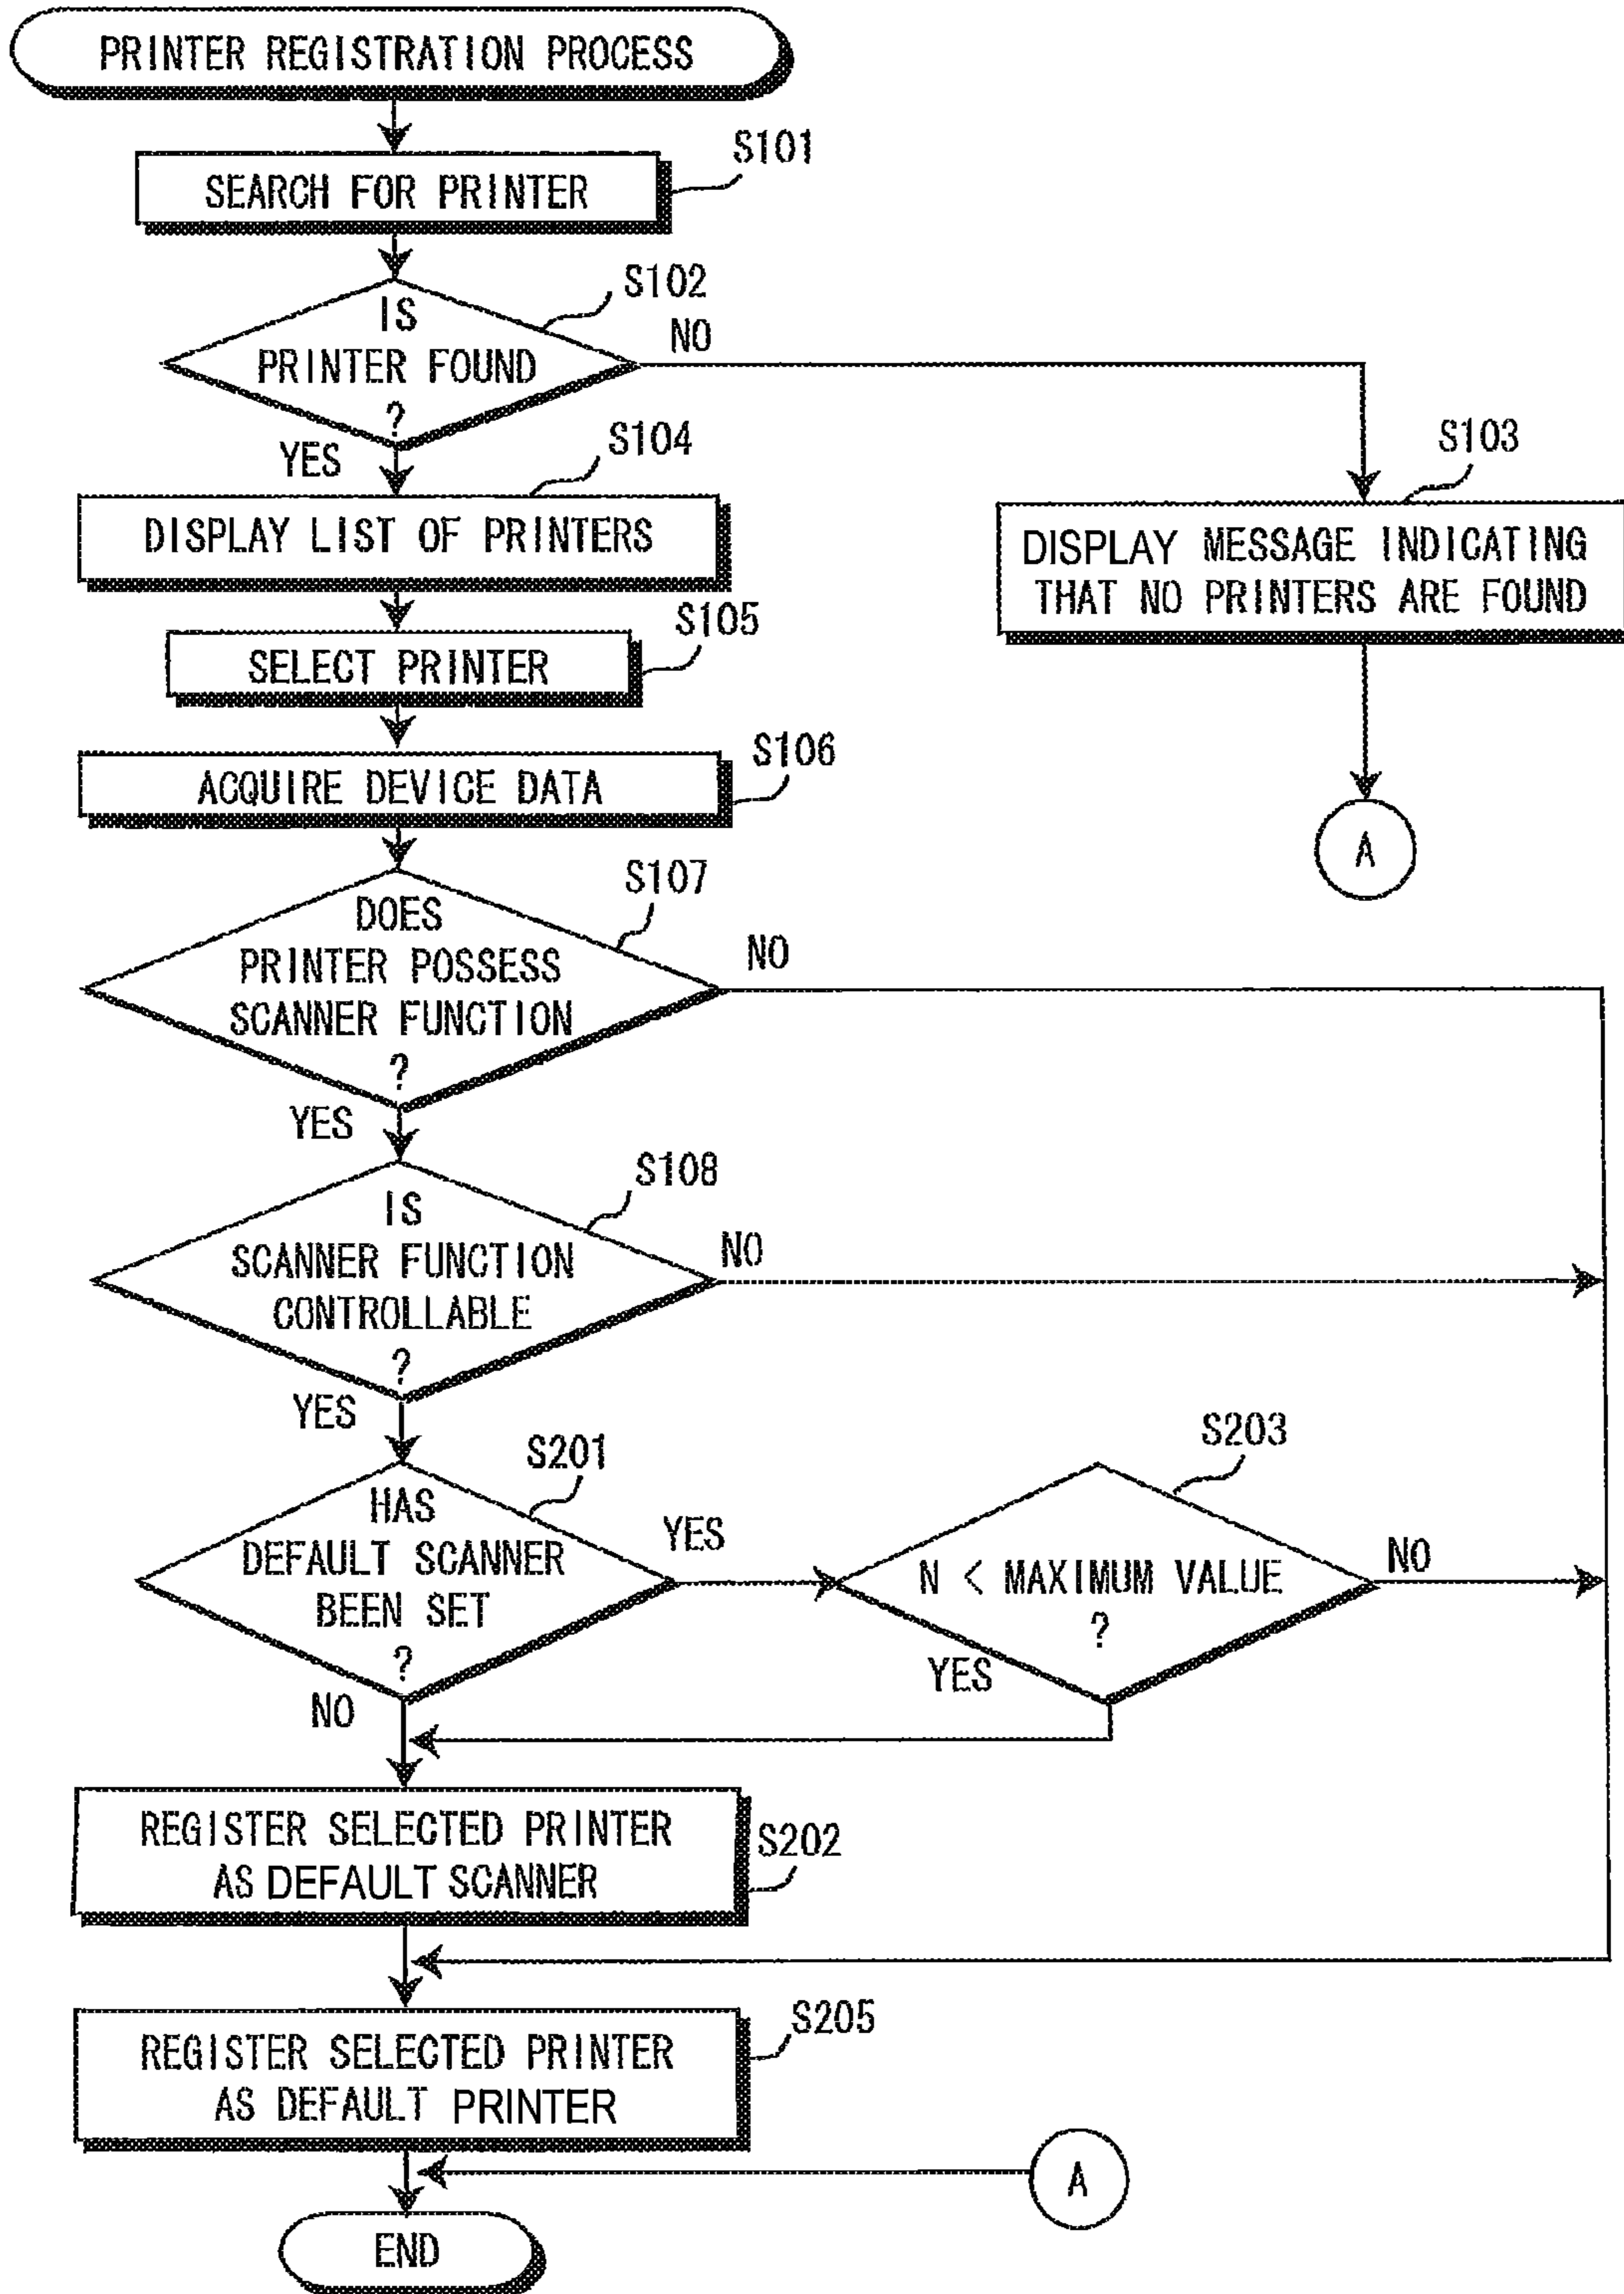 PRINTER REGISTRATION PROCESS
S101
SEARCH FOR PRINTER
S102
IS
PRINTER FOUND
?
NO
YES
S103
DISPLAY MESSAGE INDICATING
THAT NO PRINTERS ARE FOUND
A
S104
DISPLAY LIST OF PRINTERS
S105
SELECT PRINTER
S106
ACQUIRE DEVICE DATA
S107
DOES
PRINTER POSSESS
SCANNER FUNCTION
?
NO
YES
S108
IS
SCANNER FUNCTION
CONTROLLABLE
?
NO
YES
S201
HAS
DEFAULT SCANNER
BEEN SET
?
YES
NO
S203
N < MAXIMUM VALUE
?
NO
YES
REGISTER SELECTED PRINTER
AS DEFAULT SCANNER
S202
REGISTER SELECTED PRINTER
AS DEFAULT PRINTER
S205
A
END